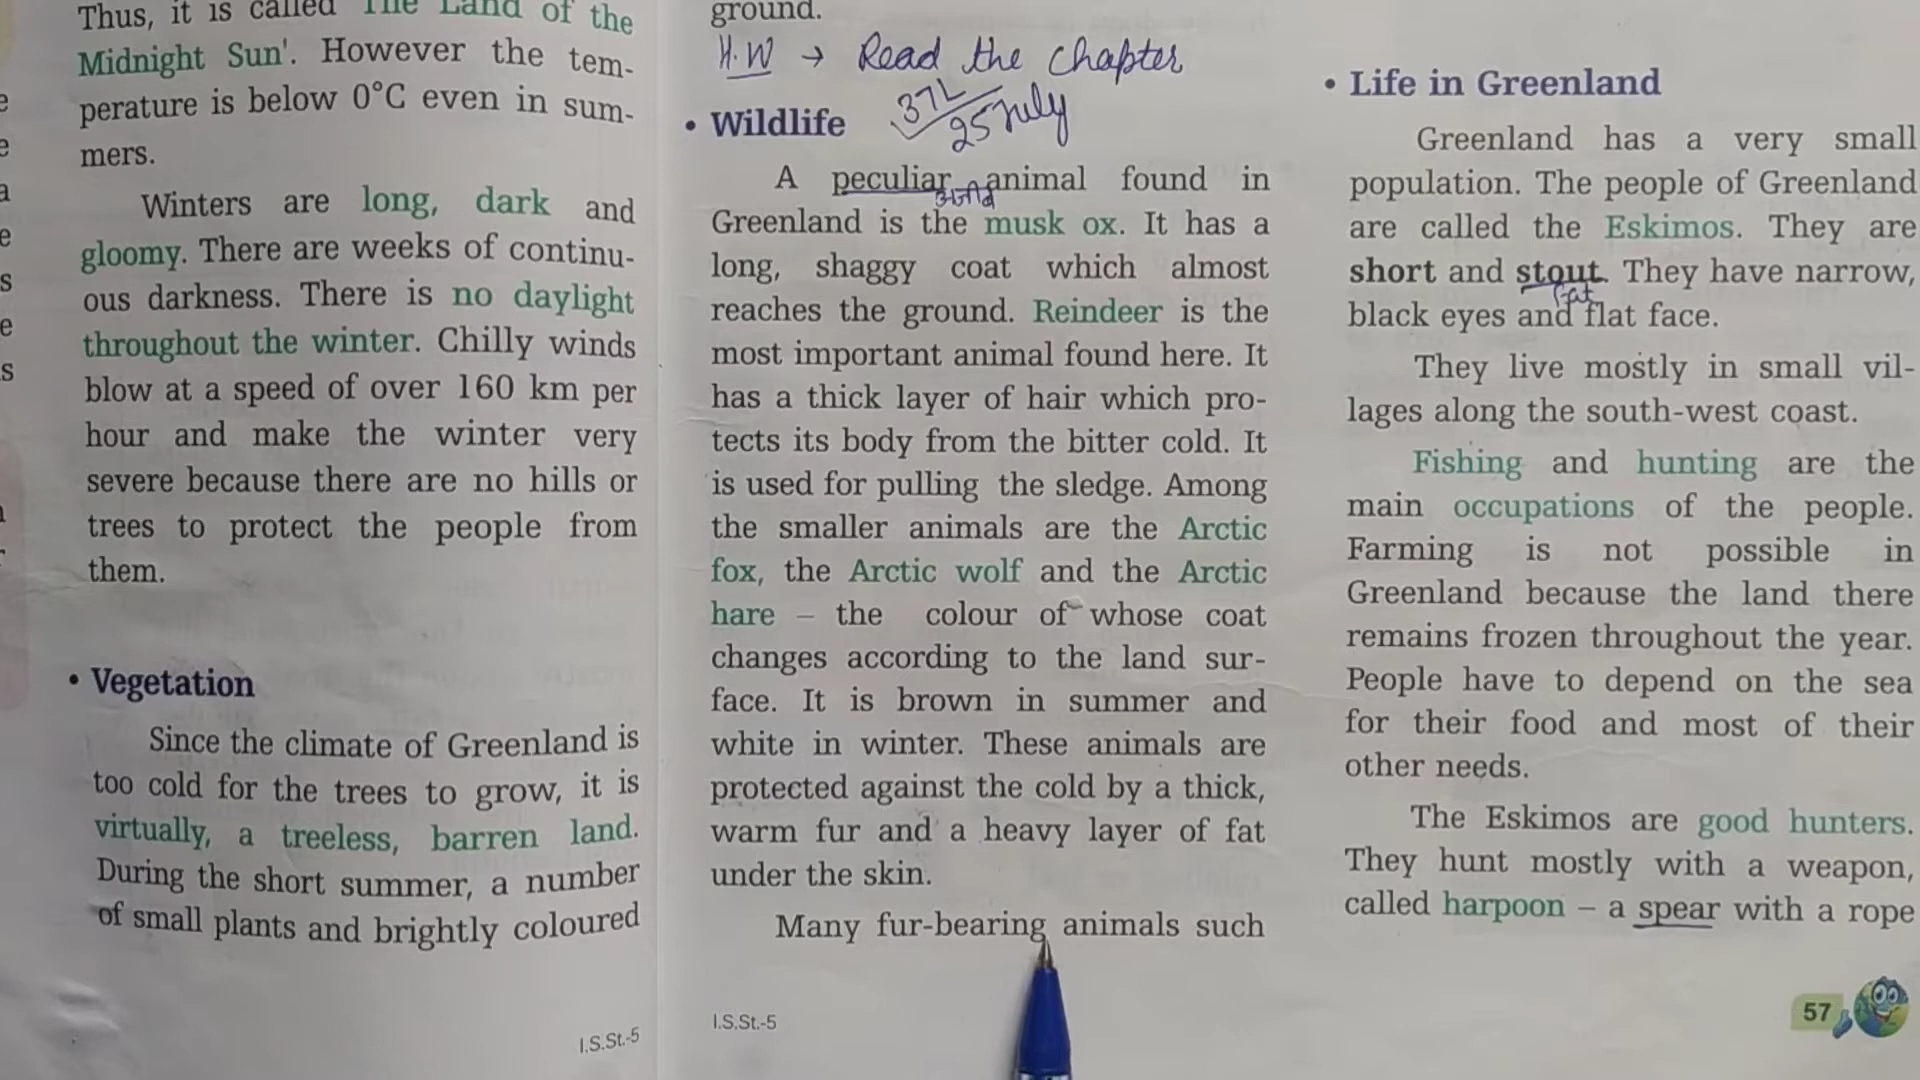 Thus, it is called 'The Land of the
Midnight Sun'. However the tem-
perature is below 0°C even in sum-
mers.
Winters are long, dark and
gloomy. There are weeks of continu-
ous darkness. There is no daylight
throughout the winter. Chilly winds
blow at a speed of over 160 km per
hour and make the winter very
severe because there are no hills or
trees to protect the people from
them.
• Vegetation
Since the climate of Greenland is
too cold for the trees to grow, it is
virtually, a treeless, barren land.
During the short summer, a number
of small plants and brightly coloured
I.S.St.-5
ground.
H.W → Read the chapter
25 July
• Wildlife
A peculiar animal found in
Greenland is the musk ox. It has a
long, shaggy coat which almost
reaches the ground. Reindeer is the
most important animal found here. It
has a thick layer of hair which pro-
tects its body from the bitter cold. It
is used for pulling the sledge. Among
the smaller animals are the Arctic
fox, the Arctic wolf and the Arctic
hare – the colour of whose coat
changes according to the land sur-
face. It is brown in summer and
white in winter. These animals are
protected against the cold by a thick,
warm fur and a heavy layer of fat
under the skin.
Many fur-bearing animals such
I.S.St.-5
• Life in Greenland
Greenland has a very small
population. The people of Greenland
are called the Eskimos. They are
short and stout. They have narrow,
fat
black eyes and flat face.
They live mostly in small vil-
lages along the south-west coast.
Fishing and hunting are the
main occupations of the people.
Farming is not possible in
Greenland because the land there
remains frozen throughout the year.
People have to depend on the sea
for their food and most of their
other needs.
The Eskimos are good hunters.
They hunt mostly with a weapon,
called harpoon – a spear with a rope
57